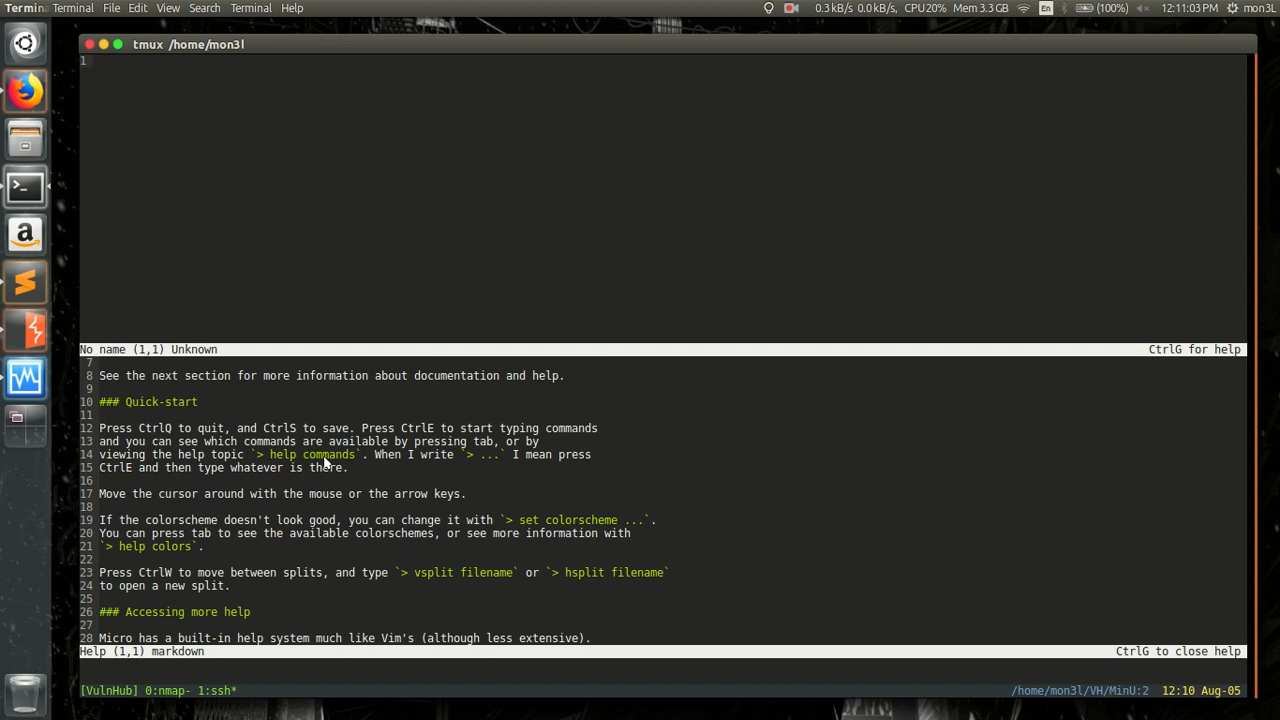 Termin Terminal File Edit View Search Terminal Help 0.3 kB/s 0.0 kB/s, CPU 20% Mem 3.3 GB En (100%) 12:11:03 PM mon3l
tmux /home/mon3l
1
No name (1,1) Unknown CtrlG for help
7
8 See the next section for more information about documentation and help.
9
10 ### Quick-start
11
12 Press CtrlQ to quit, and CtrlS to save. Press CtrlE to start typing commands
13 and you can see which commands are available by pressing tab, or by
14 viewing the help topic `> help commands`. When I write `> ...` I mean press
15 CtrlE and then type whatever is there.
16
17 Move the cursor around with the mouse or the arrow keys.
18
19 If the colorscheme doesn't look good, you can change it with `> set colorscheme ...`.
20 You can press tab to see the available colorschemes, or see more information with
21 `> help colors`.
22
23 Press CtrlW to move between splits, and type `> vsplit filename` or `> hsplit filename`
24 to open a new split.
25
26 ### Accessing more help
27
28 Micro has a built-in help system much like Vim's (although less extensive).
Help (1,1) markdown CtrlG to close help
[VulnHub] 0:nmap- 1:ssh* /home/mon3l/VH/MinU:2 12:10 Aug-05